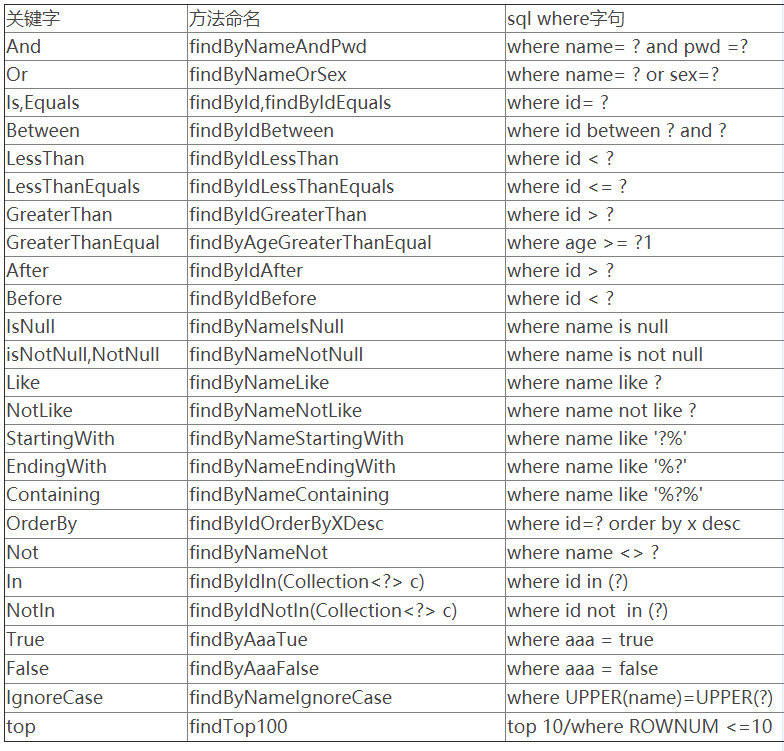 关键字 方法命名 sql where字句
And findByNameAndPwd where name= ? and pwd =?
Or findByNameOrSex where name= ? or sex=?
Is,Equals findById,findByIdEquals where id= ?
Between findByIdBetween where id between ? and ?
LessThan findByIdLessThan where id < ?
LessThanEquals findByIdLessThanEquals where id <= ?
GreaterThan findByIdGreaterThan where id > ?
GreaterThanEqual findByAgeGreaterThanEqual where age >= ?1
After findByIdAfter where id > ?
Before findByIdBefore where id < ?
IsNull findByNameIsNull where name is null
isNotNull,NotNull findByNameNotNull where name is not null
Like findByNameLike where name like ?
NotLike findByNameNotLike where name not like ?
StartingWith findByNameStartingWith where name like '?%'
EndingWith findByNameEndingWith where name like '%?'
Containing findByNameContaining where name like '%?%'
OrderBy findByIdOrderByXDesc where id=? order by x desc
Not findByNameNot where name <> ?
In findByIdIn(Collection<?> c) where id in (?)
NotIn findByIdNotIn(Collection<?> c) where id not  in (?)
True findByAaaTue where aaa = true
False findByAaaFalse where aaa = false
IgnoreCase findByNameIgnoreCase where UPPER(name)=UPPER(?)
top findTop100 top 10/where ROWNUM <=10